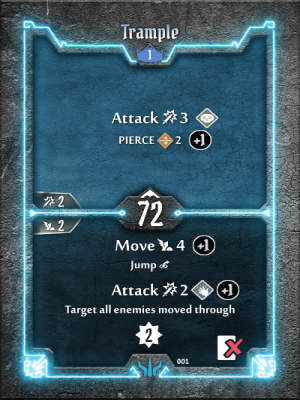 Trample
1
Attack 3
PIERCE 2 +1
2
72
2
Move 4 +1
Jump
Attack 2 +1
Target all enemies moved through
2
001